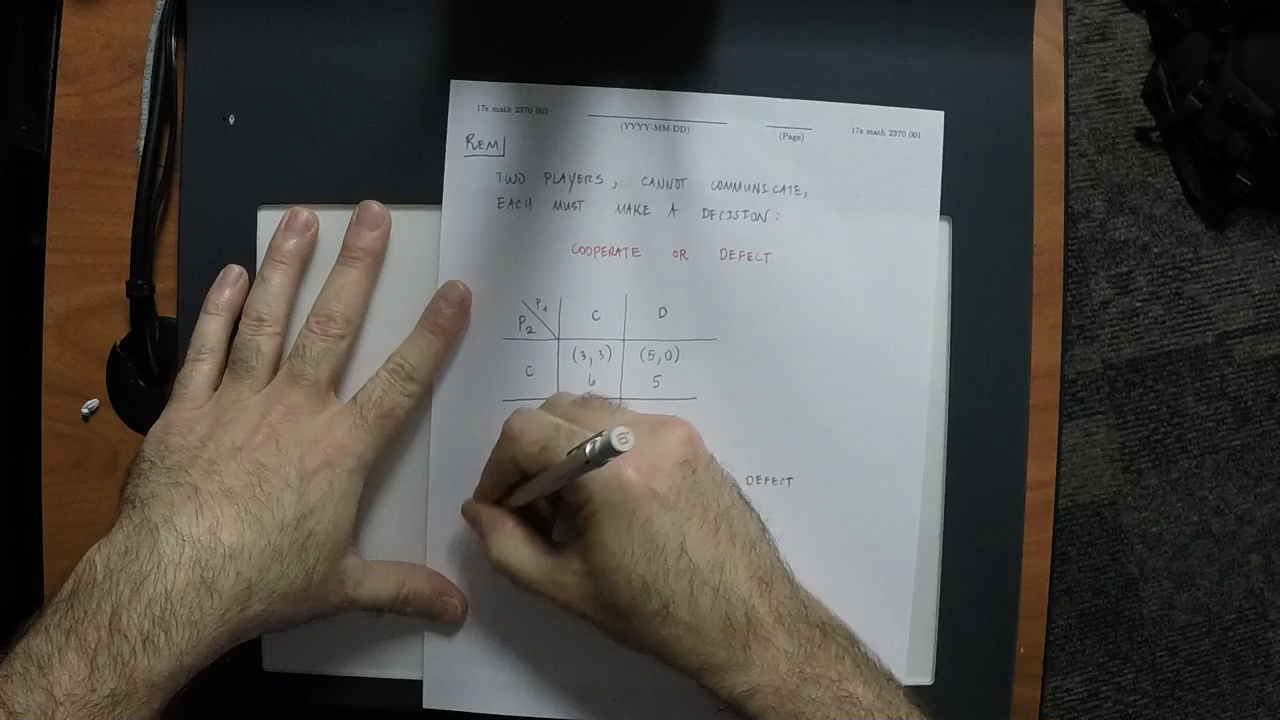 17s math 2370 001
(YYYY-MM-DD)
(Page)
17s math 2370 001
REM
TWO PLAYERS, CANNOT COMMUNICATE,
EACH MUST MAKE A DECISION:
COOPERATE OR DEFECT.
P1
P2
C
D
C
(3, 3)
(5, 0)
6
5
DEFECT
6